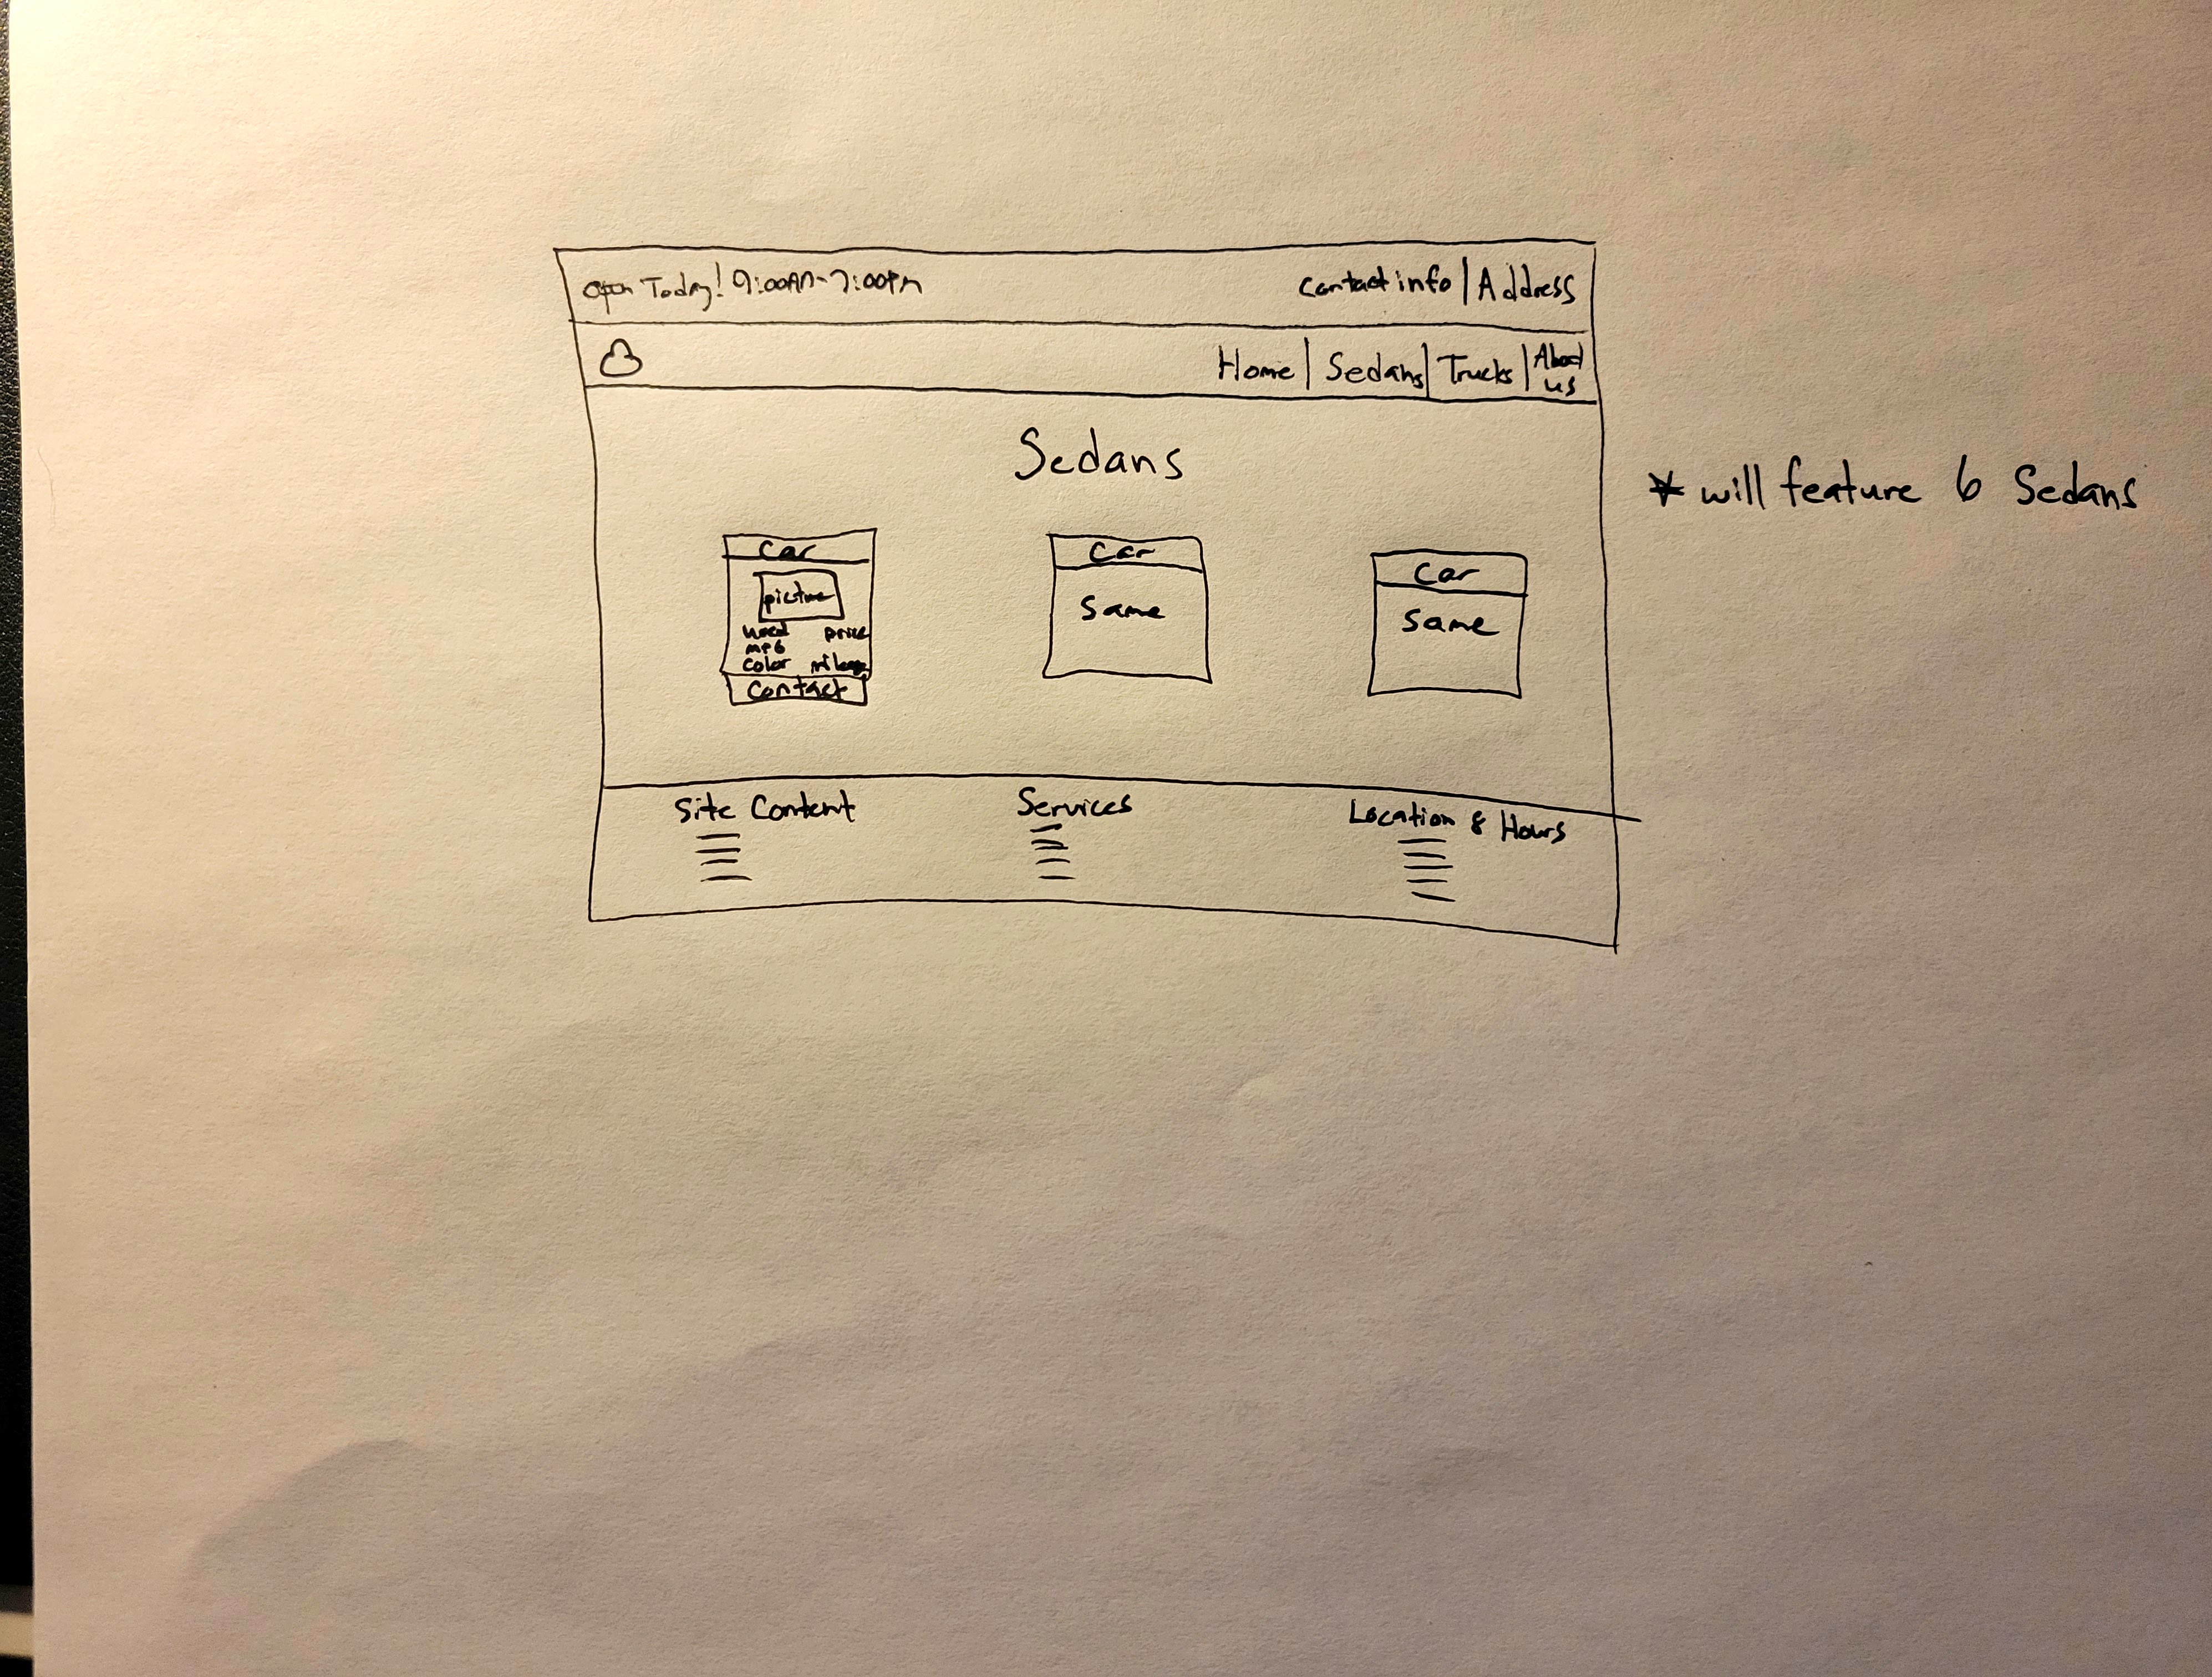 Open Today! 9:00AM-7:00PM contact info | Address
Home | Sedans | Trucks | About us
Sedans
* will feature 6 Sedans
car
picture
used price
mpg
color mileage
contact
car
same
car
same
Site Content
Services
Location & Hours